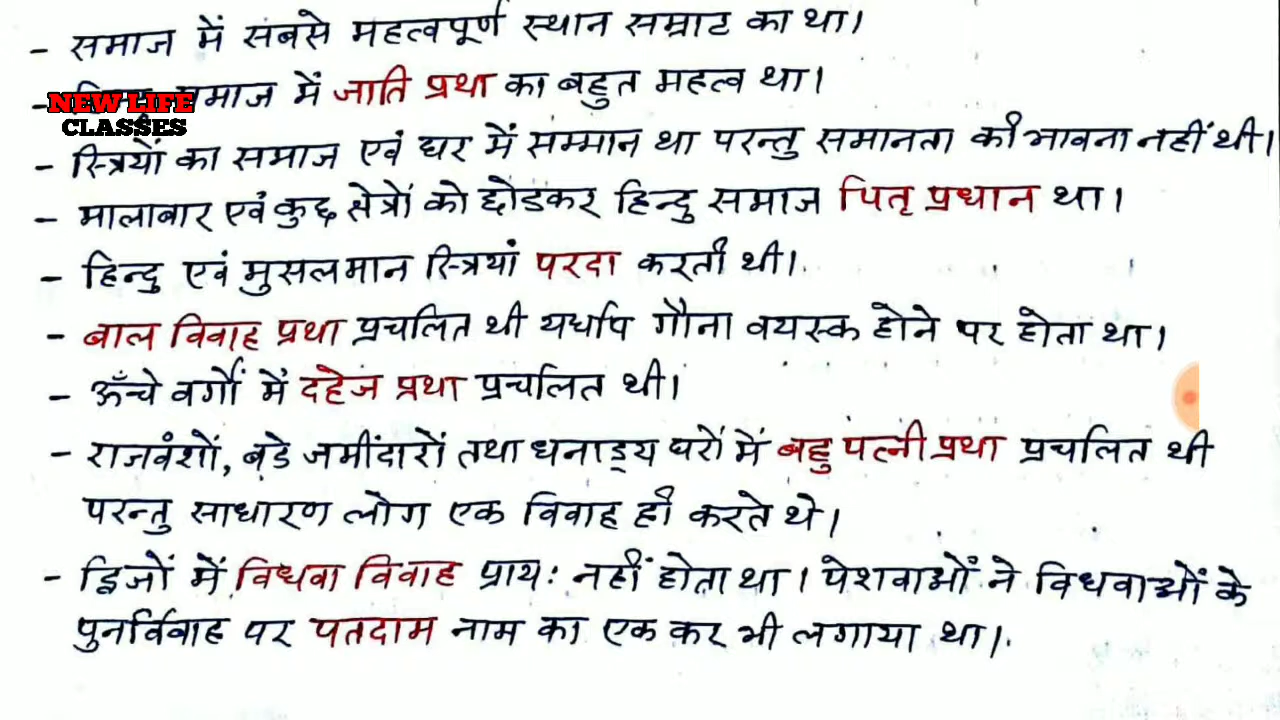 - समाज में सबसे महत्वपूर्ण स्थान सम्राट का था।
- समाज में जाति प्रथा का बहुत महत्व था।
NEW LIFE
CLASSES
- स्त्रियों का समाज एवं घर में सम्मान था परन्तु समानता की भावना नहीं थी।
- मालाबार एवं कुछ क्षेत्रों को छोडकर हिन्दु समाज पितृ प्रधान था।
- हिन्दु एवं मुसलमान स्त्रियां परदा करती थी।
- बाल विवाह प्रथा प्रचलित थी यधपि गौना वयस्क होने पर होता था।
- ऊँचे वर्गों में दहेज प्रथा प्रचलित थी।
- राजवंशों, बडे जमींदारों तथा धनाड्य घरों में बहु पत्नी प्रथा प्रचलित थी
परन्तु साधारण लोग एक विवाह ही करते थे।
- द्विजों में विधवा विवाह प्रायः नहीं होता था। पेशवाओं ने विधवाओं के
पुनर्विवाह पर पतदाम नाम का एक कर भी लगाया था।